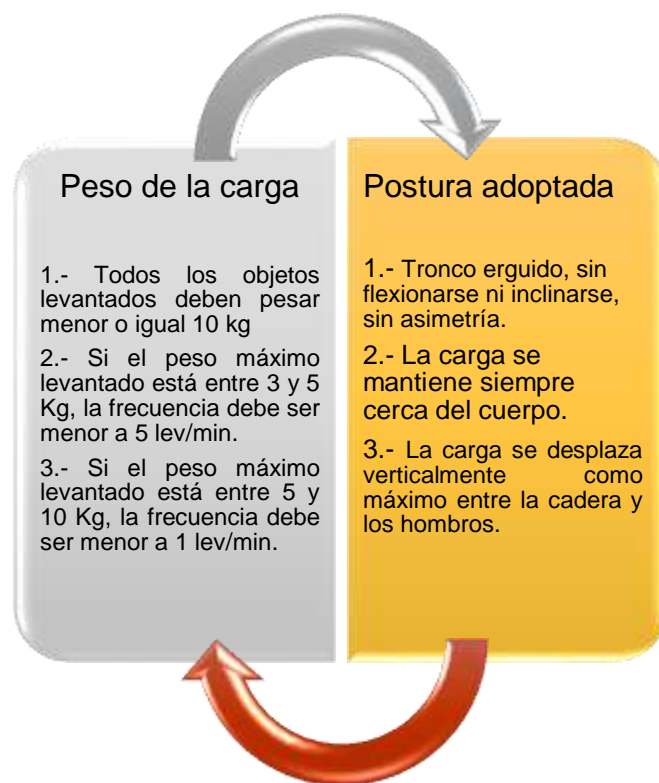 Peso de la carga
1.- Todos los objetos
levantados deben pesar
menor o igual 10 kg
2.- Si el peso máximo
levantado está entre 3 y 5
Kg, la frecuencia debe ser
menor a 5 lev/min.
3.- Si el peso máximo
levantado está entre 5 y
10 Kg, la frecuencia debe
ser menor a 1 lev/min.
Postura adoptada
1.- Tronco erguido, sin
flexionarse ni inclinarse,
sin asimetría.
2.- La carga se
mantiene siempre
cerca del cuerpo.
3.- La carga se desplaza
verticalmente como
máximo entre la cadera y
los hombros.